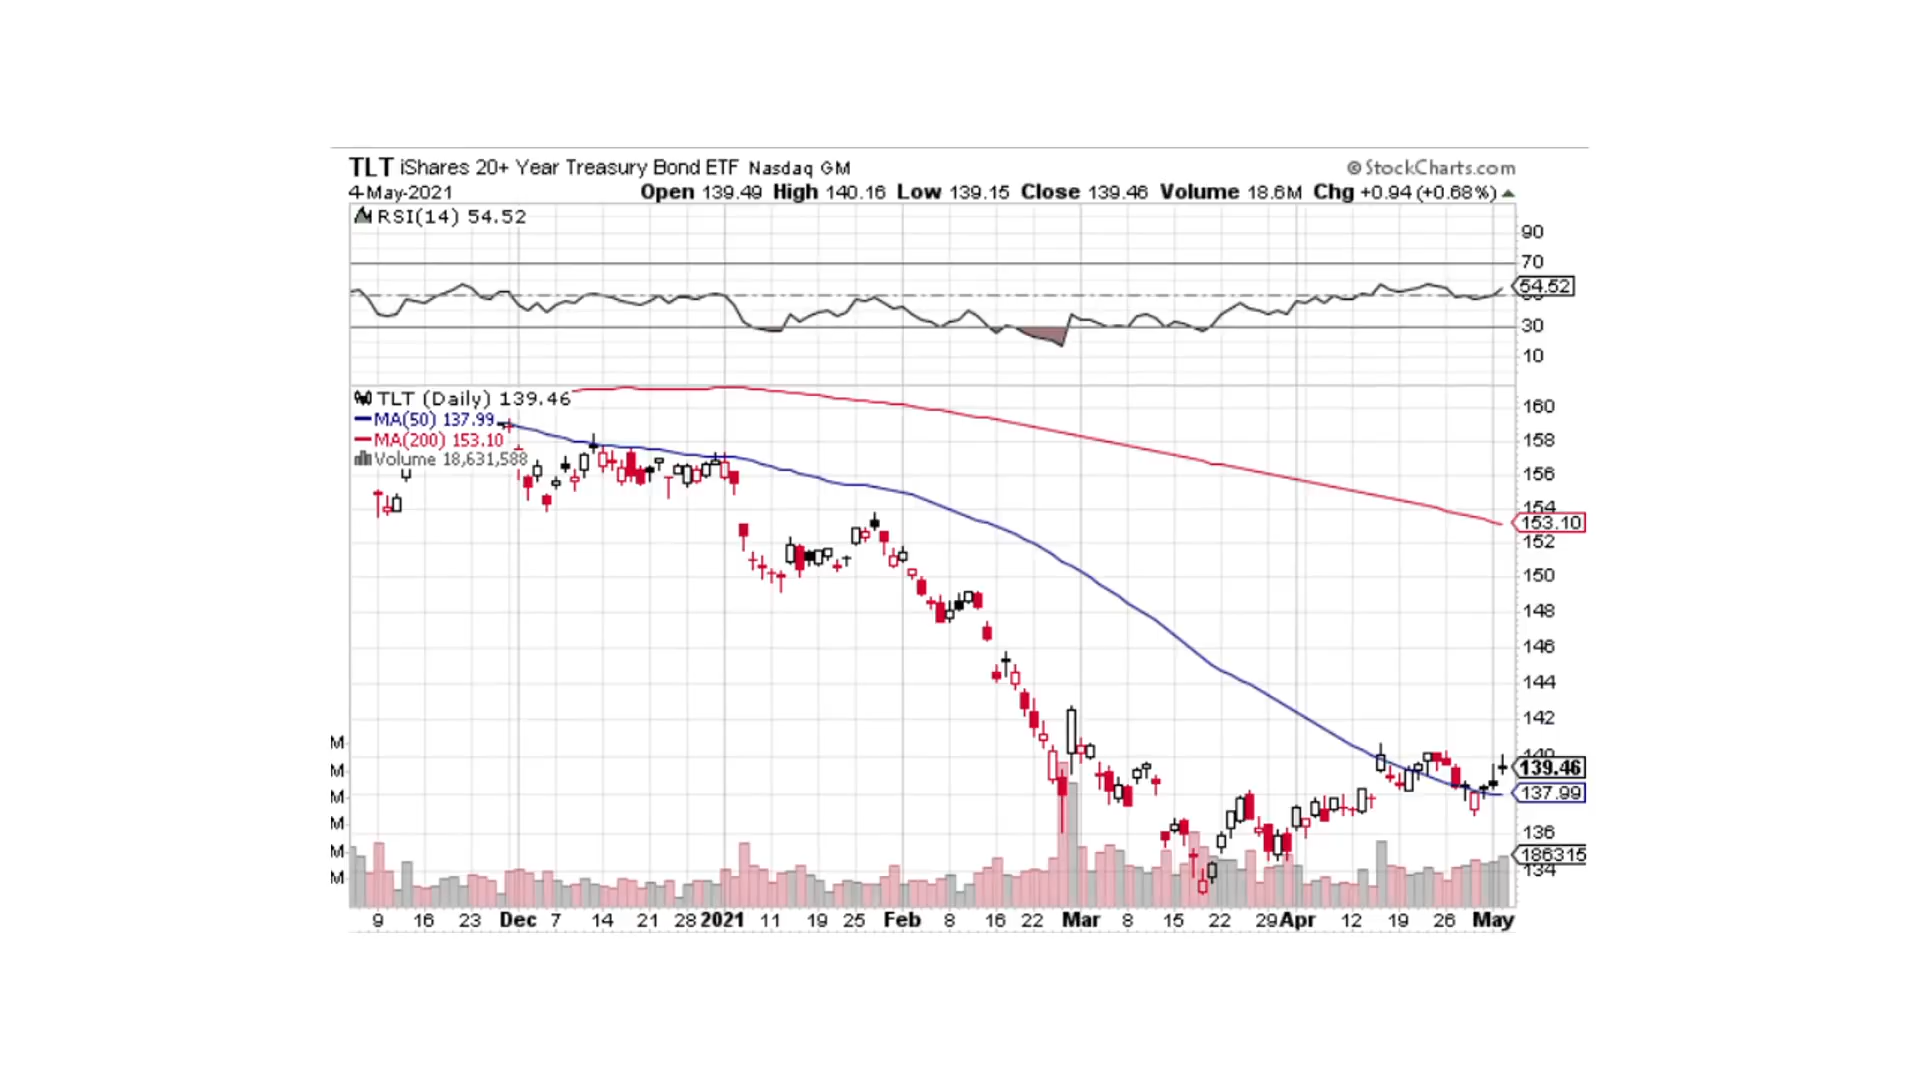 TLT iShares 20+ Year Treasury Bond ETF Nasdaq GM
© StockCharts.com
4-May-2021
Open 139.49 High 140.16 Low 139.15 Close 139.46 Volume 18.6M Chg +0.94 (+0.68%)
RSI(14) 54.52
90
70
54.52
30
10
TLT (Daily) 139.46
MA(50) 137.99
MA(200) 153.10
Volume 18,631,588
160
158
156
154
153.10
152
150
148
146
144
142
140
139.46
137.99
136
186315
134
M
M
M
M
M
M
9 16 23 Dec 7 14 21 28 2021 11 19 25 Feb 8 16 22 Mar 8 15 22 29 Apr 12 19 26 May